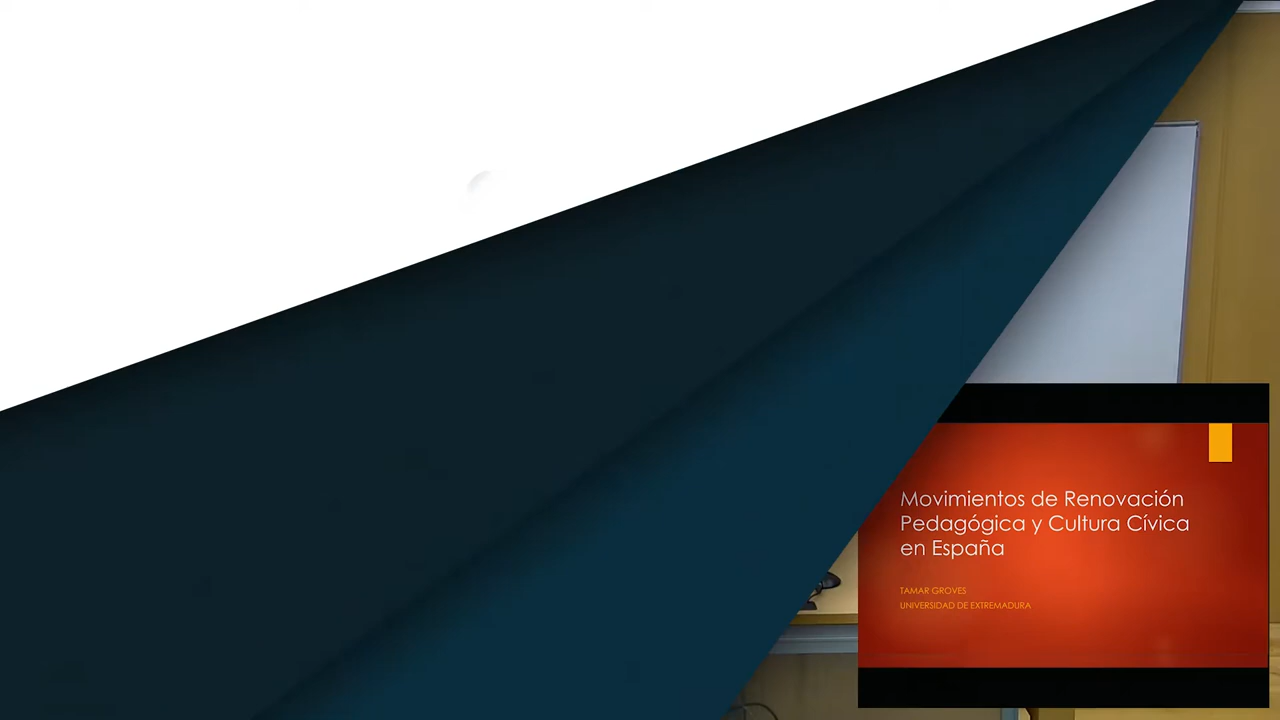 Movimientos de Renovación
Pedagógica y Cultura Cívica
en España
TAMAR GROVES
UNIVERSIDAD DE EXTREMADURA